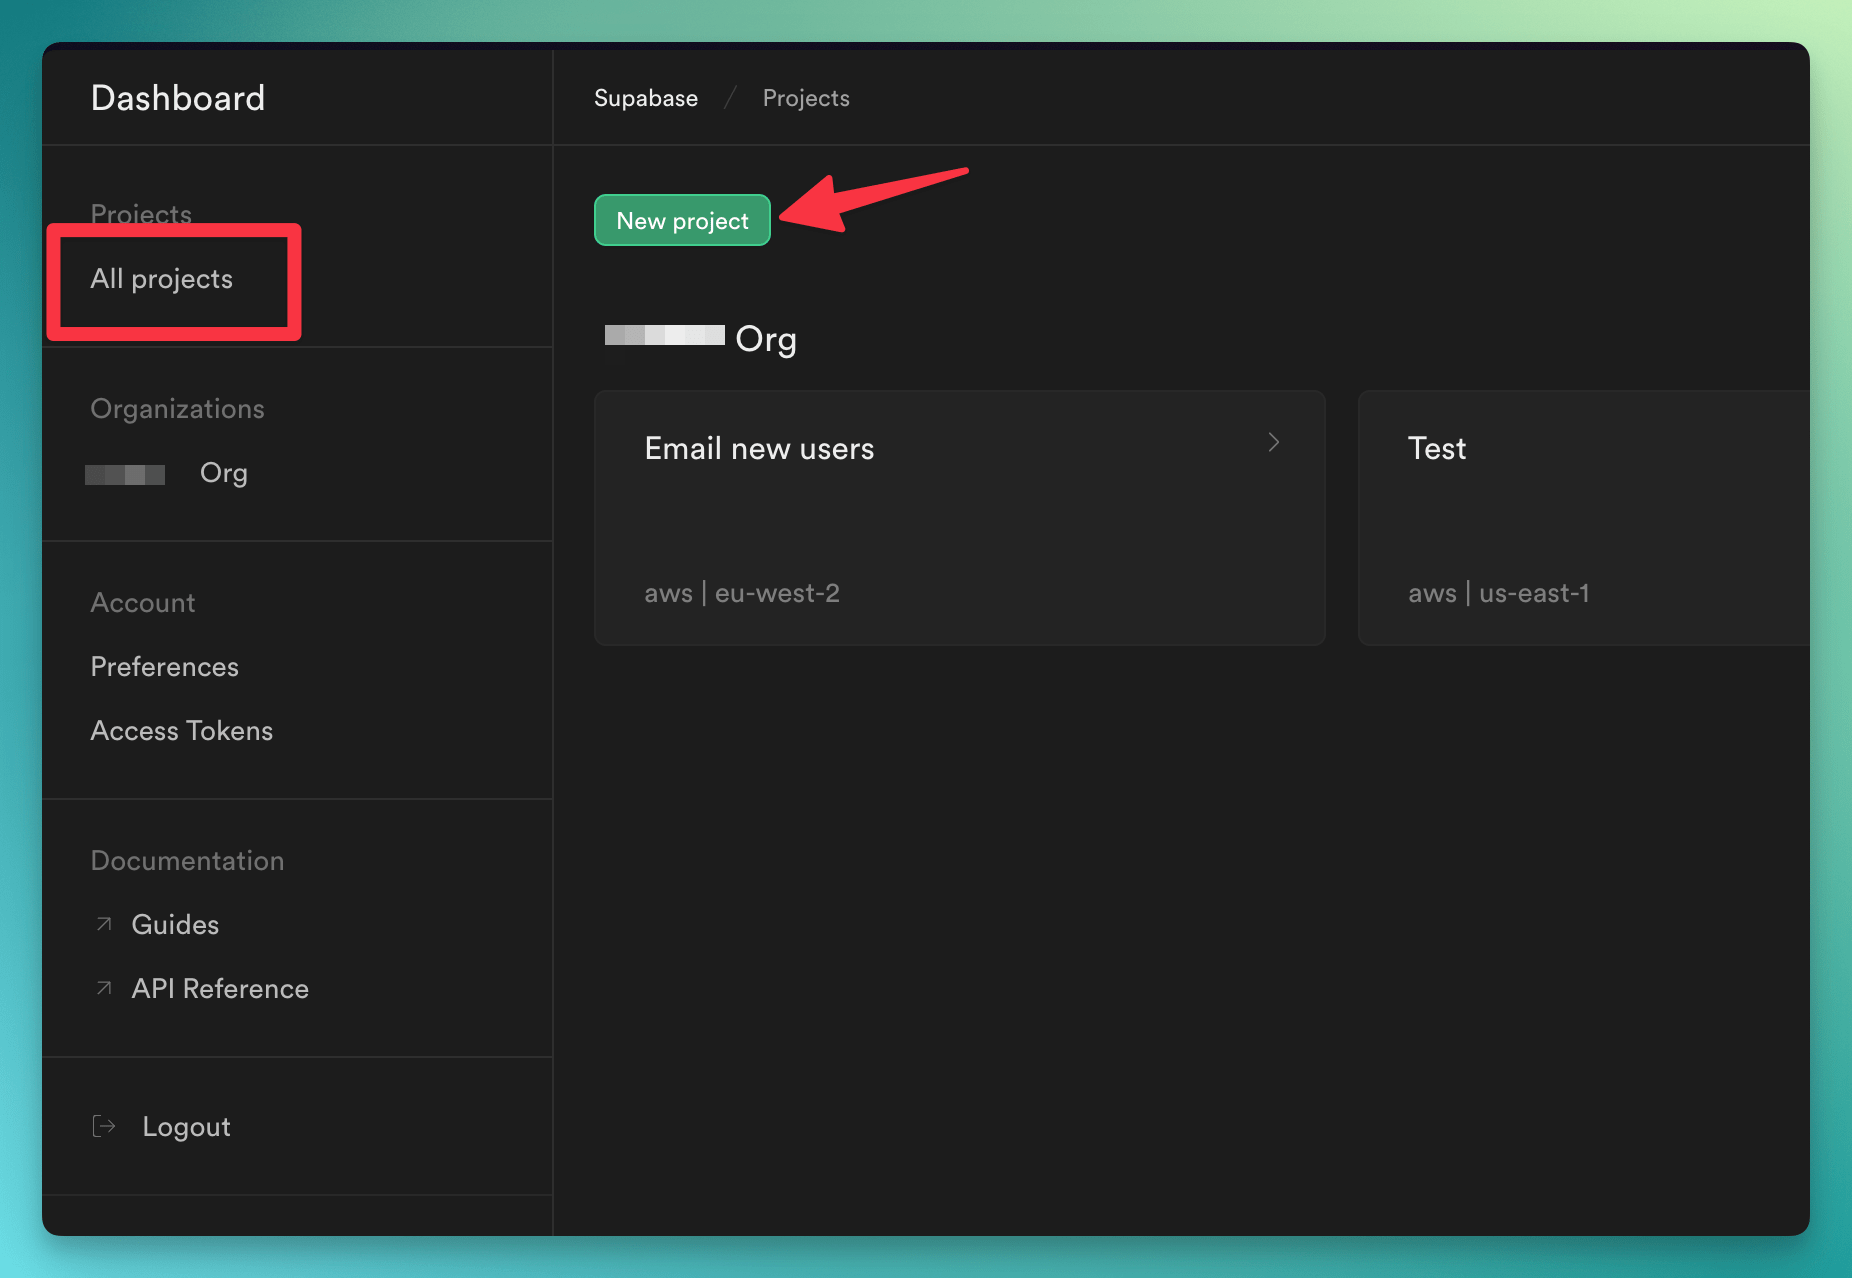 Dashboard
Projects
All projects
Organizations
Org
Account
Preferences
Access Tokens
Documentation
Guides
API Reference
Logout
Supabase / Projects
New project
Org
Email new users
aws | eu-west-2
Test
aws | us-east-1